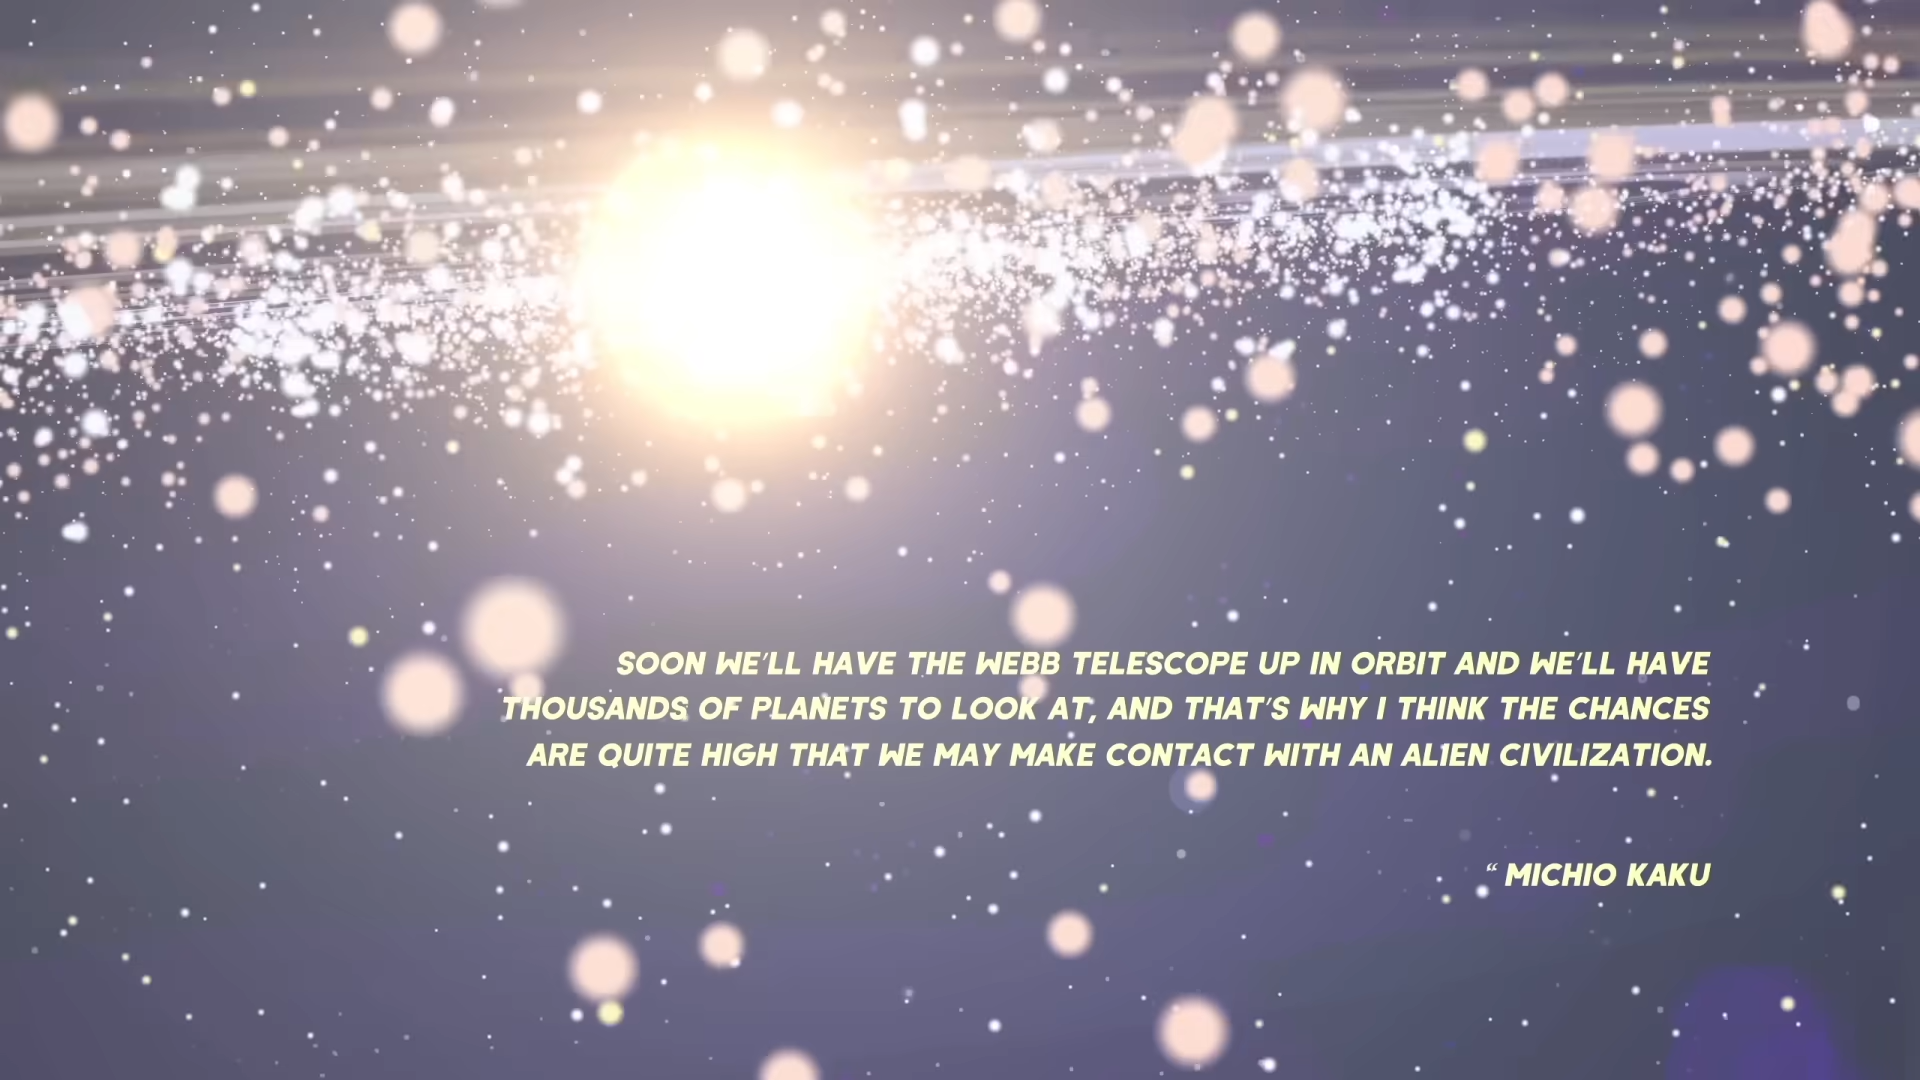 SOON WE'LL HAVE THE WEBB TELESCOPE UP IN ORBIT AND WE'LL HAVE
THOUSANDS OF PLANETS TO LOOK AT, AND THAT'S WHY I THINK THE CHANCES
ARE QUITE HIGH THAT WE MAY MAKE CONTACT WITH AN AL1EN CIVILIZATION.
“ MICHIO KAKU